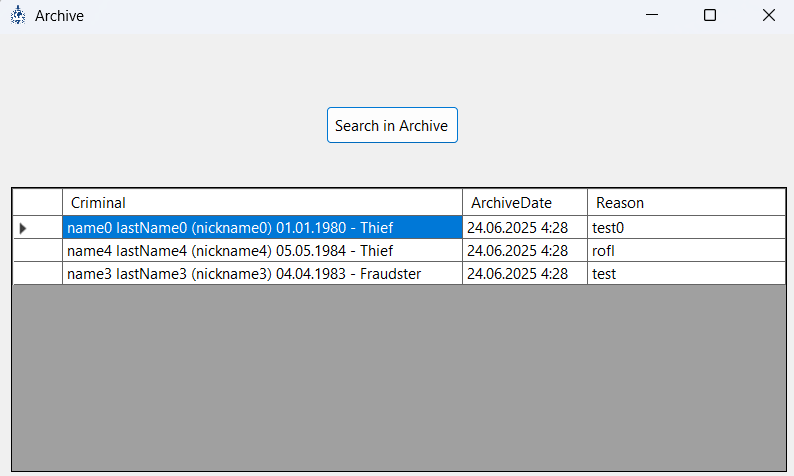 Archive
Search in Archive
Criminal ArchiveDate Reason
name0 lastName0 (nickname0) 01.01.1980 - Thief 24.06.2025 4:28 test0
name4 lastName4 (nickname4) 05.05.1984 - Thief 24.06.2025 4:28 rofl
name3 lastName3 (nickname3) 04.04.1983 - Fraudster 24.06.2025 4:28 test